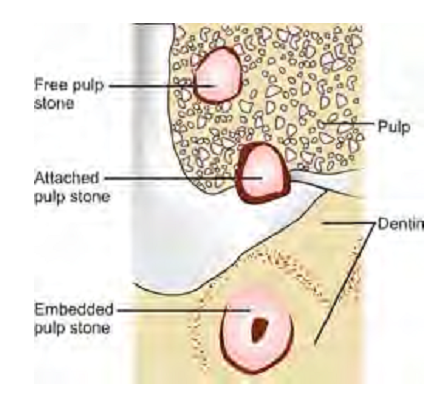 Free pulp
stone
Pulp
Attached
pulp stone
Dentin
Embedded
pulp stone